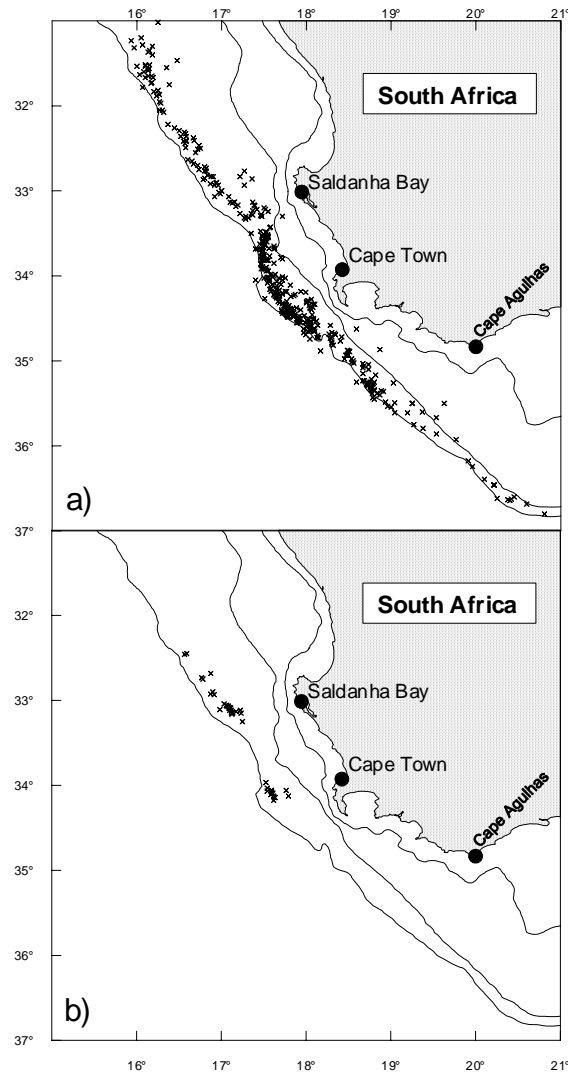 16° 17° 18° 19° 20° 21°
South Africa
32°
Saldanha Bay
33°
Cape Town
34°
Cape Agulhas
35°
36°
a)
37°
South Africa
32°
Saldanha Bay
33°
Cape Town
34°
Cape Agulhas
35°
36°
b)
37°
16° 17° 18° 19° 20° 21°